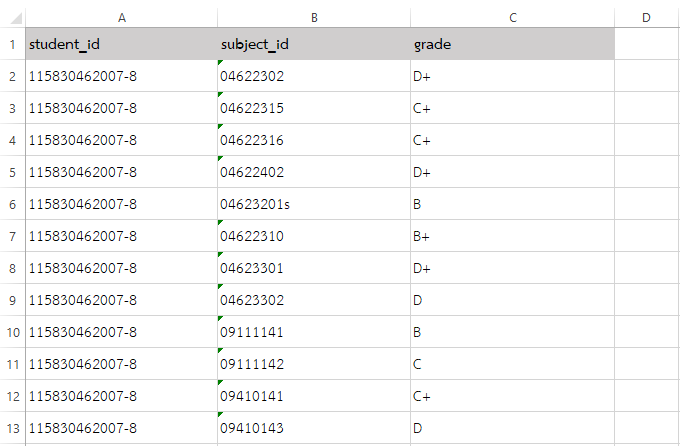 A B C D
1 student_id subject_id grade
2 115830462007-8 04622302 D+
3 115830462007-8 04622315 C+
4 115830462007-8 04622316 C+
5 115830462007-8 04622402 D+
6 115830462007-8 04623201s B
7 115830462007-8 04622310 B+
8 115830462007-8 04623301 D+
9 115830462007-8 04623302 D
10 115830462007-8 09111141 B
11 115830462007-8 09111142 C
12 115830462007-8 09410141 C+
13 115830462007-8 09410143 D